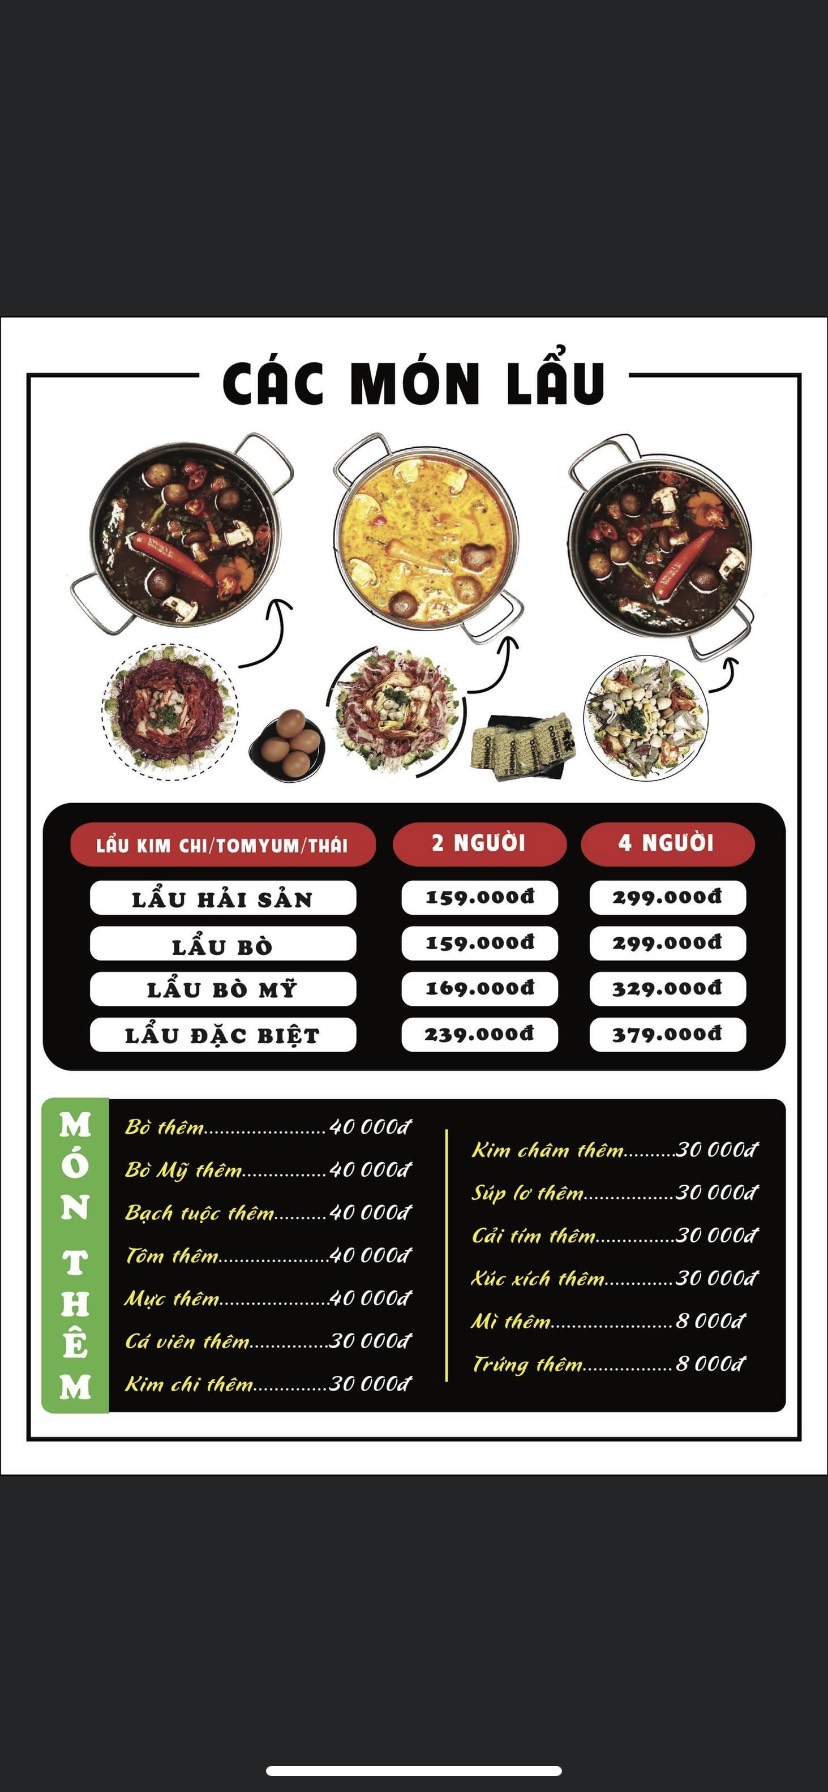 CÁC MÓN LẨU
LẨU KIM CHI/TOMYUM/THÁI 2 NGƯỜI 4 NGƯỜI
LẨU HẢI SẢN 159.000đ 299.000đ
LẨU BÒ 159.000đ 299.000đ
LẨU BÒ MỸ 169.000đ 329.000đ
LẨU ĐẶC BIỆT 239.000đ 379.000đ
MÓN THÊM
Bò thêm........................40 000đ
Bò Mỹ thêm................40 000đ
Bạch tuộc thêm..........40 000đ
Tôm thêm.....................40 000đ
Mực thêm.....................40 000đ
Cá viên thêm...............30 000đ
Kim chi thêm..............30 000đ
Kim châm thêm..........30 000đ
Súp lơ thêm.................30 000đ
Cải tím thêm...............30 000đ
Xúc xích thêm.............30 000đ
Mì thêm.......................8 000đ
Trứng thêm.................8 000đ